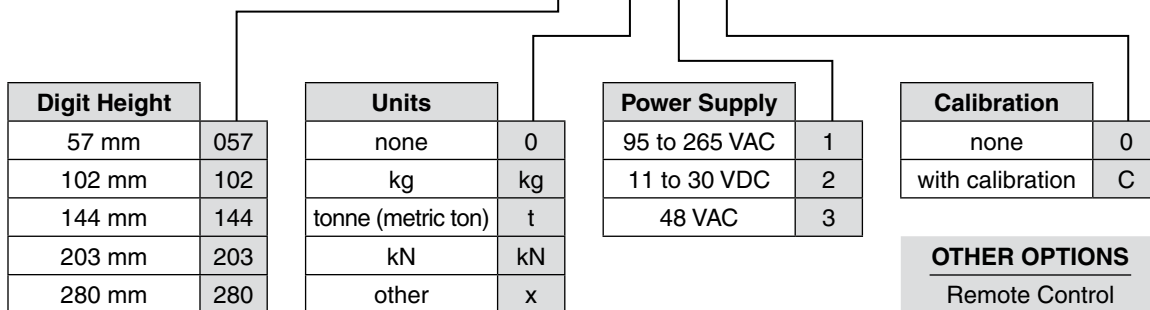 Digit Height Units Power Supply Calibration
57 mm 057 none 0 95 to 265 VAC 1 none 0
102 mm 102 kg kg 11 to 30 VDC 2 with calibration C
144 mm 144 tonne (metric ton) t 48 VAC 3
203 mm 203 kN kN OTHER OPTIONS
280 mm 280 other x Remote Control